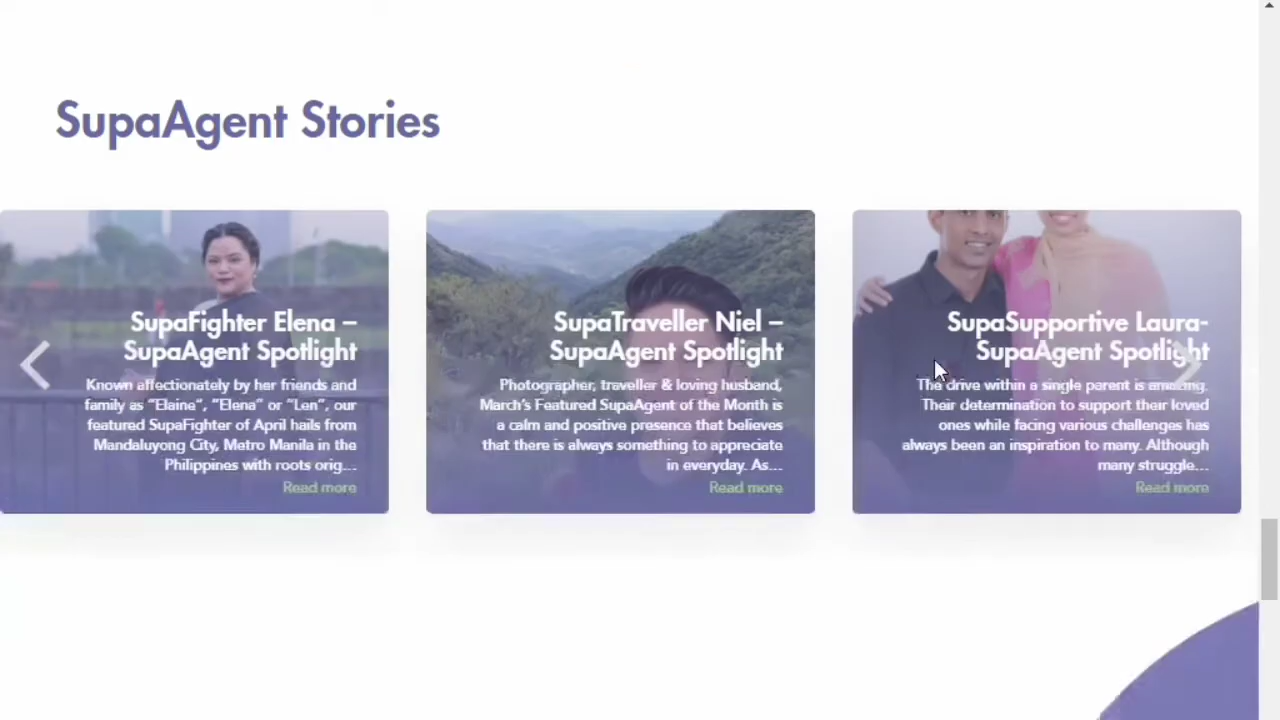 SupaAgent Stories
SupaFighter Elena –
SupaAgent Spotlight
Known affectionately by her friends and
family as "Elaine", "Elena" or "Len", our
featured SupaFighter of April hails from
Mandaluyong City, Metro Manila in the
Philippines with roots orig...
Read more
SupaTraveller Niel –
SupaAgent Spotlight
Photographer, traveller & loving husband,
March's Featured SupaAgent of the Month is
a calm and positive presence that believes
that there is always something to appreciate
in everyday. As...
Read more
SupaSupportive Laura-
SupaAgent Spotlight
The drive within a single parent is amazing.
Their determination to support their loved
ones while facing various challenges has
always been an inspiration to many. Although
many struggle...
Read more